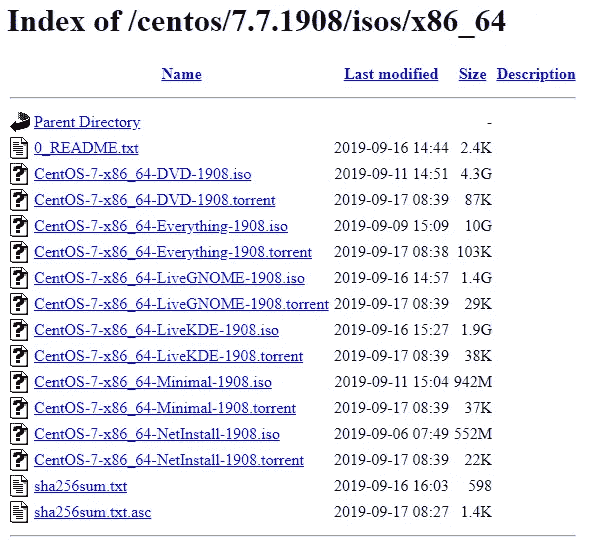 Index of /centos/7.7.1908/isos/x86_64
Name Last modified Size Description
Parent Directory -
0_README.txt 2019-09-16 14:44 2.4K
CentOS-7-x86_64-DVD-1908.iso 2019-09-11 14:51 4.3G
CentOS-7-x86_64-DVD-1908.torrent 2019-09-17 08:39 87K
CentOS-7-x86_64-Everything-1908.iso 2019-09-09 15:09 10G
CentOS-7-x86_64-Everything-1908.torrent 2019-09-17 08:38 103K
CentOS-7-x86_64-LiveGNOME-1908.iso 2019-09-16 14:57 1.4G
CentOS-7-x86_64-LiveGNOME-1908.torrent 2019-09-17 08:39 29K
CentOS-7-x86_64-LiveKDE-1908.iso 2019-09-16 15:27 1.9G
CentOS-7-x86_64-LiveKDE-1908.torrent 2019-09-17 08:39 38K
CentOS-7-x86_64-Minimal-1908.iso 2019-09-11 15:04 942M
CentOS-7-x86_64-Minimal-1908.torrent 2019-09-17 08:39 37K
CentOS-7-x86_64-NetInstall-1908.iso 2019-09-06 07:49 552M
CentOS-7-x86_64-NetInstall-1908.torrent 2019-09-17 08:39 22K
sha256sum.txt 2019-09-16 16:03 598
sha256sum.txt.asc 2019-09-17 08:27 1.4K